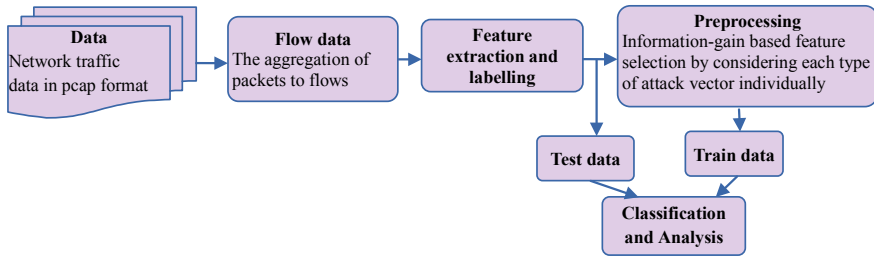 Data
Network traffic
data in pcap format
Flow data
The aggregation of
packets to flows
Feature
extraction and
labelling
Preprocessing
Information-gain based feature
selection by considering each type
of attack vector individually
Test data
Train data
Classification
and Analysis